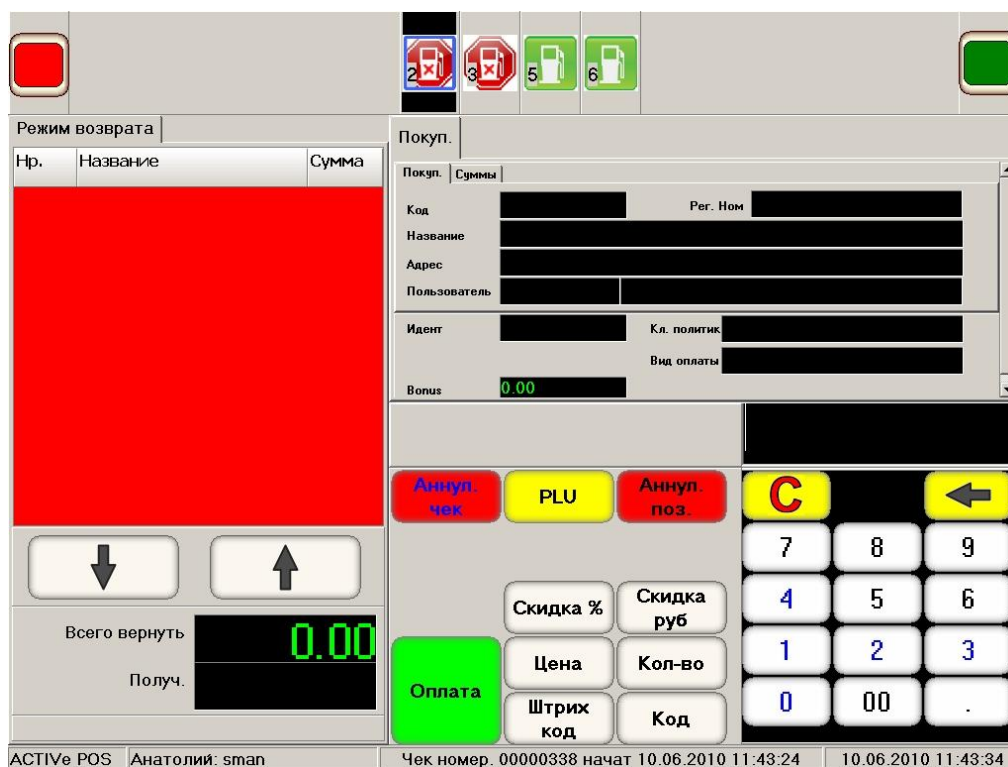 2 3 5 6
Режим возврата
Нр. Название Сумма
Всего вернуть 0.00
Получ.
Покуп.
Покуп. Суммы
Код Рег. Ном
Название
Адрес
Пользователь
Идент Кл. политик
Вид оплаты
Bonus 0.00
Аннул. чек
PLU
Аннул. поз.
Скидка %
Скидка руб
Оплата
Цена
Кол-во
Штрих код
Код
C
7 8 9
4 5 6
1 2 3
0 00 .
ACTIVe POS Анатолий: sman Чек номер. 00000338 начат 10.06.2010 11:43:24 10.06.2010 11:43:34